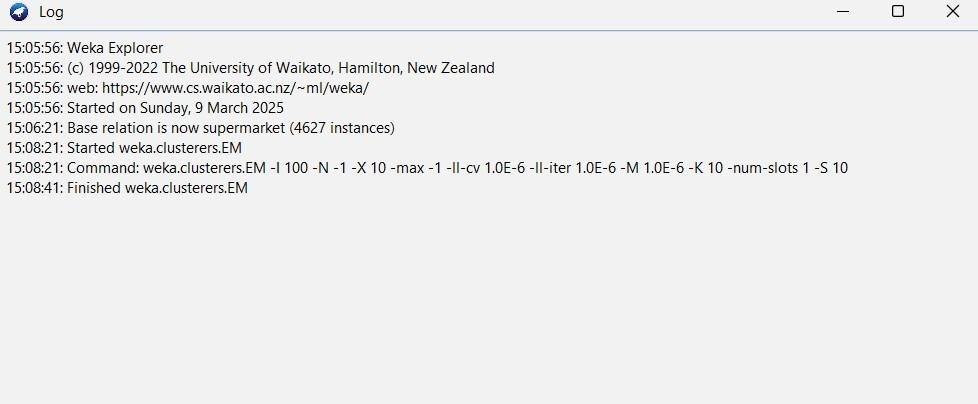 Log
15:05:56: Weka Explorer
15:05:56: (c) 1999-2022 The University of Waikato, Hamilton, New Zealand
15:05:56: web: https://www.cs.waikato.ac.nz/~ml/weka/
15:05:56: Started on Sunday, 9 March 2025
15:06:21: Base relation is now supermarket (4627 instances)
15:08:21: Started weka.clusterers.EM
15:08:21: Command: weka.clusterers.EM -I 100 -N -1 -X 10 -max -1 -ll-cv 1.0E-6 -ll-iter 1.0E-6 -M 1.0E-6 -K 10 -num-slots 1 -S 10
15:08:41: Finished weka.clusterers.EM